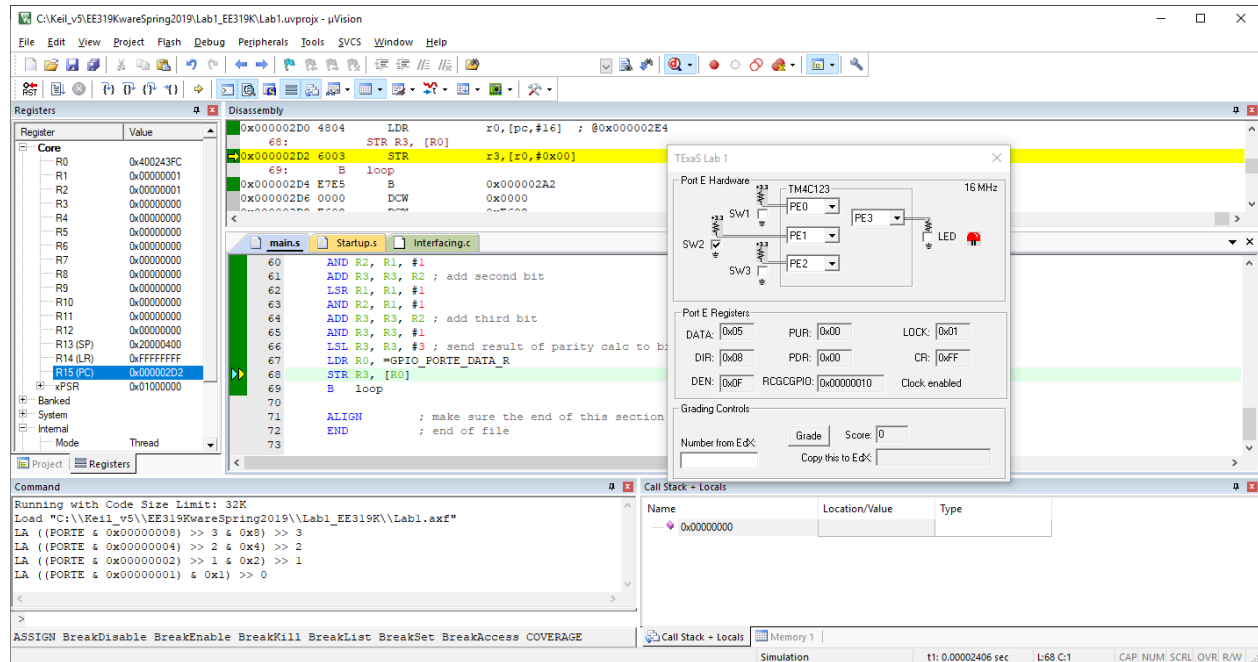 C:\Keil_v5\EE319KwareSpring2019\Lab1_EE319K\Lab1.uvprojx - µVision
File Edit View Project Flash Debug Peripherals Tools SVCS Window Help
Registers
Register Value
Core
R0 0x400243FC
R1 0x00000001
R2 0x00000001
R3 0x00000000
R4 0x00000000
R5 0x00000000
R6 0x00000000
R7 0x00000000
R8 0x00000000
R9 0x00000000
R10 0x00000000
R11 0x00000000
R12 0x00000000
R13 (SP) 0x20000400
R14 (LR) 0xFFFFFFFF
R15 (PC) 0x000002D2
xPSR 0x01000000
Banked
System
Internal
Mode Thread
Project Registers
Disassembly
0x000002D0 4804 LDR r0,[pc,#16] ; @0x000002E4
68: STR R3, [R0]
0x000002D2 6003 STR r3,[r0,#0x00]
69: B loop
0x000002D4 E7E5 B 0x000002A2
0x000002D6 0000 DCW 0x0000
main.s Startup.s Interfacing.c
60 AND R2, R1, #1
61 ADD R3, R3, R2 ; add second bit
62 LSR R1, R1, #1
63 AND R2, R1, #1
64 ADD R3, R3, R2 ; add third bit
65 AND R3, R3, #1
66 LSL R3, R3, #3 ; send result of parity calc to bi
67 LDR R0, =GPIO_PORTE_DATA_R
68 STR R3, [R0]
69 B loop
70
71 ALIGN ; make sure the end of this section
72 END ; end of file
73
TExaS Lab 1
Port E Hardware
TM4C123
16 MHz
+3.3
SW1
PE0
PE3
+3.3
SW2
PE1
LED
+3.3
SW3
PE2
Port E Registers
DATA: 0x05 PUR: 0x00 LOCK: 0x01
DIR: 0x08 PDR: 0x00 CR: 0xFF
DEN: 0x0F RCGCGPIO: 0x00000010 Clock enabled
Grading Controls
Number from EdX: Grade Score: 0
Copy this to EdX:
Command
Running with Code Size Limit: 32K
Load "C:\\Keil_v5\\EE319KwareSpring2019\\Lab1_EE319K\\Lab1.axf"
LA ((PORTE & 0x00000008) >> 3 & 0x8) >> 3
LA ((PORTE & 0x00000004) >> 2 & 0x4) >> 2
LA ((PORTE & 0x00000002) >> 1 & 0x2) >> 1
LA ((PORTE & 0x00000001) & 0x1) >> 0
>
ASSIGN BreakDisable BreakEnable BreakKill BreakList BreakSet BreakAccess COVERAGE
Call Stack + Locals
Name Location/Value Type
0x00000000
Call Stack + Locals Memory 1
Simulation t1: 0.00002406 sec L:68 C:1 CAP NUM SCRL OVR R/W